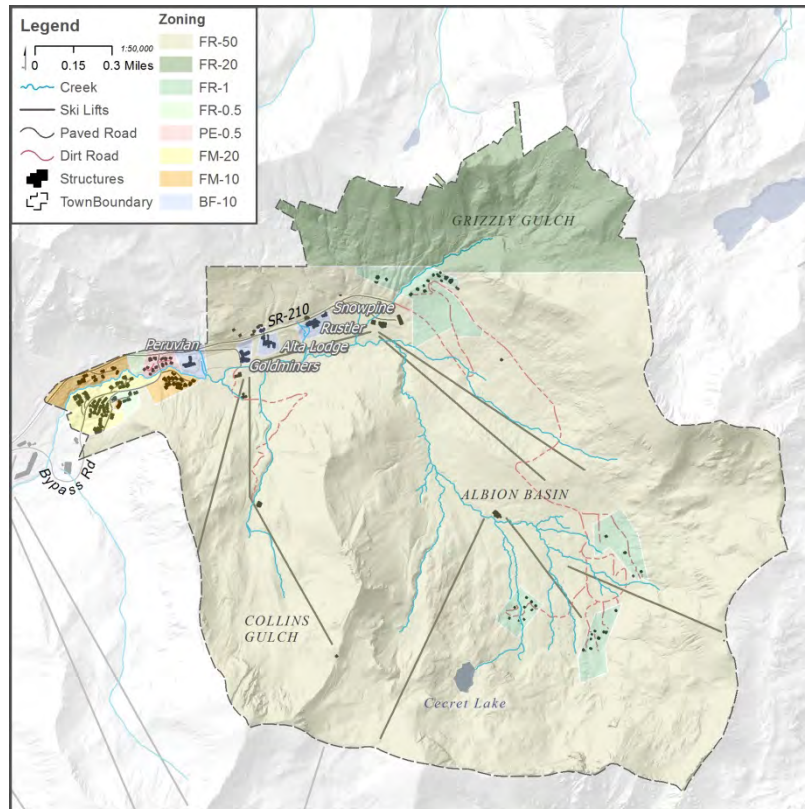 Legend
0 0.15 0.3 Miles
1:50,000
Creek
Ski Lifts
Paved Road
Dirt Road
Structures
TownBoundary
Zoning
FR-50
FR-20
FR-1
FR-0.5
PE-0.5
FM-20
FM-10
BF-10
GRIZZLY GULCH
SR-210
Snowpine
Rustler
Peruvian
Alta Lodge
Goldminers
Bypass Rd
ALBION BASIN
COLLINS
GULCH
Cecret Lake